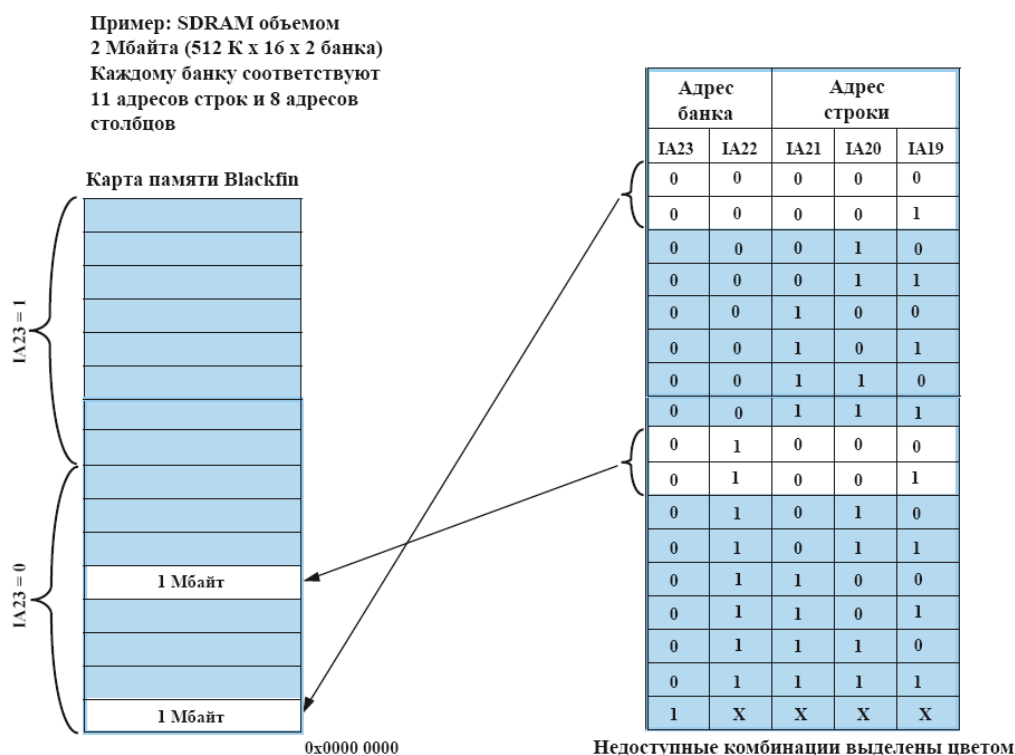 Пример: SDRAM объемом
2 Мбайта (512 К x 16 x 2 банка)
Каждому банку соответствуют
11 адресов строк и 8 адресов
столбцов
Карта памяти Blackfin
IA23 = 1
IA23 = 0
1 Мбайт
1 Мбайт
0x0000 0000
Адрес банка Адрес строки
IA23 IA22 IA21 IA20 IA19
0 0 0 0 0
0 0 0 0 1
0 0 0 1 0
0 0 0 1 1
0 0 1 0 0
0 0 1 0 1
0 0 1 1 0
0 0 1 1 1
0 1 0 0 0
0 1 0 0 1
0 1 0 1 0
0 1 0 1 1
0 1 1 0 0
0 1 1 0 1
0 1 1 1 0
0 1 1 1 1
1 X X X X
Недоступные комбинации выделены цветом